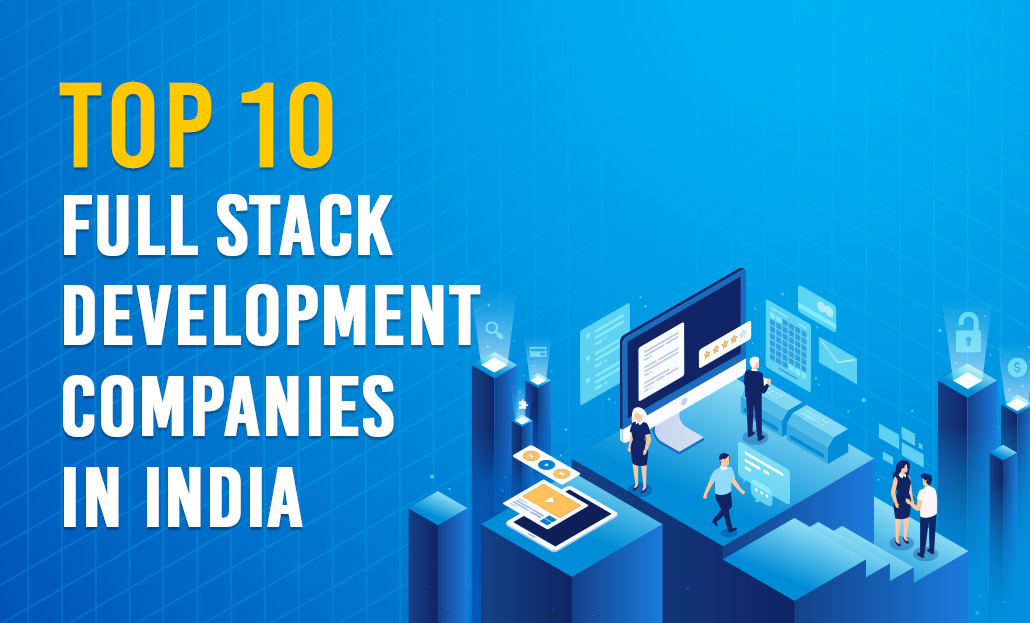 TOP 10
FULL STACK
DEVELOPMENT
COMPANIES
IN INDIA